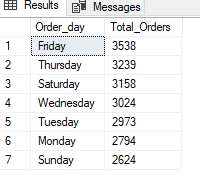 Results Messages
Order_day Total_Orders
1 Friday 3538
2 Thursday 3239
3 Saturday 3158
4 Wednesday 3024
5 Tuesday 2973
6 Monday 2794
7 Sunday 2624